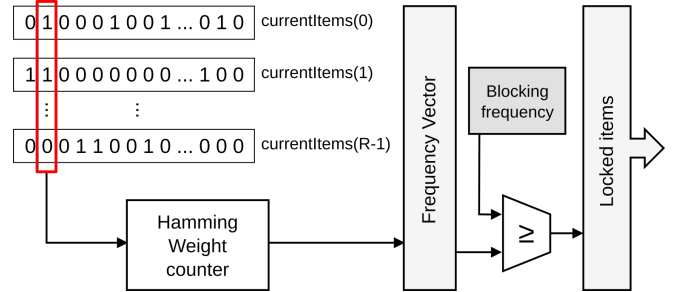 0 1 0 0 0 1 0 0 1 ... 0 1 0 currentItems(0)
1 1 0 0 0 0 0 0 0 ... 1 0 0 currentItems(1)
⋮ ⋮
0 0 0 1 1 0 0 1 0 ... 0 0 0 currentItems(R-1)
Hamming
Weight
counter
Frequency Vector
Blocking
frequency
≥
Locked items